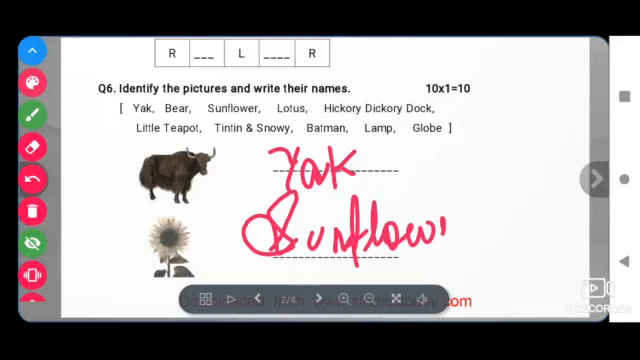 R ___ L ____ R
Q6. Identify the pictures and write their names. 10x1=10
[ Yak, Bear, Sunflower, Lotus, Hickory Dickory Dock,
Little Teapot, Tintin & Snowy, Batman, Lamp, Globe ]
Yak
Sunflower
2/4
com
V RECORDER